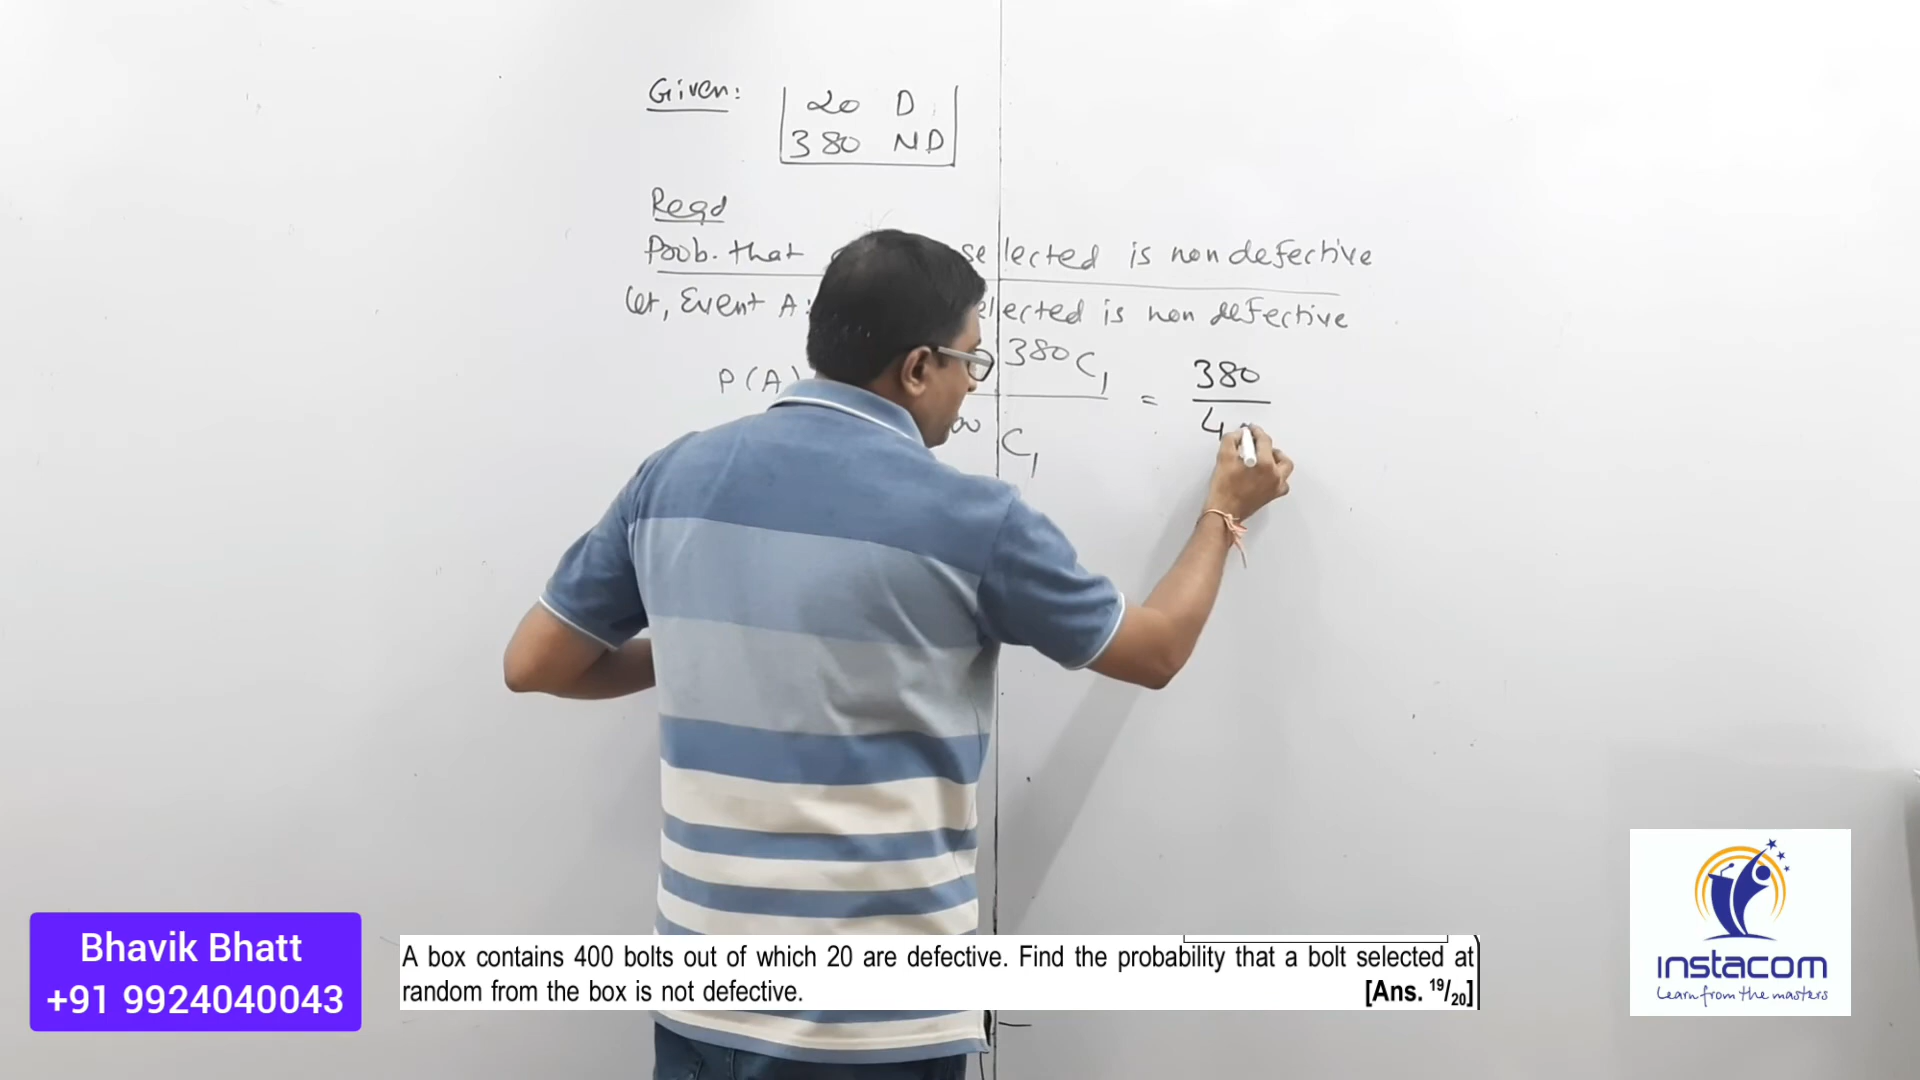 Given: 20 D
380 ND
Reqd
Prob. that selected is non defective
Let, Event A: selected is non defective
P(A) 380C1 = 380
00 C1 4
Bhavik Bhatt
+91 9924040043
A box contains 400 bolts out of which 20 are defective. Find the probability that a bolt selected at
random from the box is not defective. [Ans. 19/20]
instacom
Learn from the masters